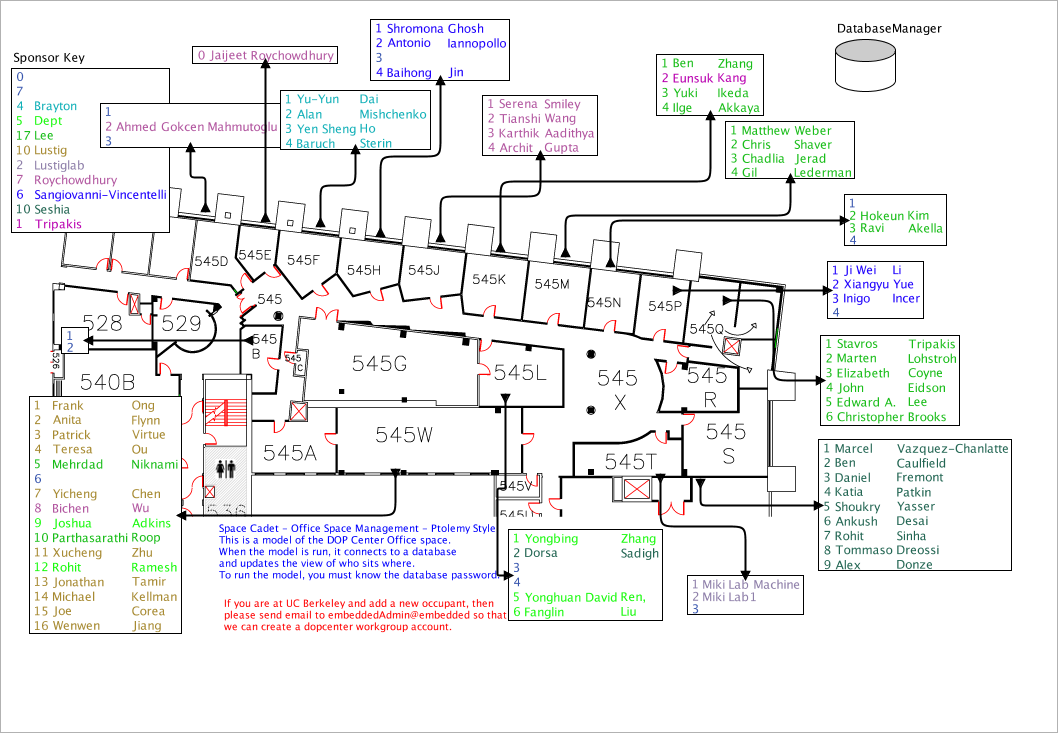 DatabaseManager
Sponsor Key
0
7
4 Brayton
5 Dept
17 Lee
10 Lustig
2 Lustiglab
7 Roychowdhury
6 Sangiovanni-Vincentelli
10 Seshia
1 Tripakis
1
2 Ahmed Gokcen Mahmutoglu
3
0 Jaijeet Roychowdhury
1 Yu-Yun Dai
2 Alan Mishchenko
3 Yen Sheng Ho
4 Baruch Sterin
1 Shromona Ghosh
2 Antonio Iannopollo
3
4 Baihong Jin
1 Serena Smiley
2 Tianshi Wang
3 Karthik Aadithya
4 Archit Gupta
1 Ben Zhang
2 Eunsuk Kang
3 Yuki Ikeda
4 Ilge Akkaya
1 Matthew Weber
2 Chris Shaver
3 Chadlia Jerad
4 Gil Lederman
1
2 Hokeun Kim
3 Ravi Akella
4
1 Ji Wei Li
2 Xiangyu Yue
3 Inigo Incer
4
1 Stavros Tripakis
2 Marten Lohstroh
3 Elizabeth Coyne
4 John Eidson
5 Edward A. Lee
6 Christopher Brooks
1 Marcel Vazquez-Chanlatte
2 Ben Caulfield
3 Daniel Fremont
4 Katia Patkin
5 Shoukry Yasser
6 Ankush Desai
7 Rohit Sinha
8 Tommaso Dreossi
9 Alex Donze
545D
545E
545F
545H
545J
545K
545M
545N
545P
545Q
545
528
529
1
2
545
B
545
C
545G
545L
545
X
545
R
526
540B
545A
545W
545T
545
S
545V
545U
536
1 Frank Ong
2 Anita Flynn
3 Patrick Virtue
4 Teresa Ou
5 Mehrdad Niknami
6
7 Yicheng Chen
8 Bichen Wu
9 Joshua Adkins
10 Parthasarathi Roop
11 Xucheng Zhu
12 Rohit Ramesh
13 Jonathan Tamir
14 Michael Kellman
15 Joe Corea
16 Wenwen Jiang
Space Cadet - Office Space Management - Ptolemy Style
This is a model of the DOP Center Office space.
When the model is run, it connects to a database
and updates the view of who sits where.
To run the model, you must know the database password.
If you are at UC Berkeley and add a new occupant, then
please send email to embeddedAdmin@embedded so that
we can create a dopcenter workgroup account.
1 Yongbing Zhang
2 Dorsa Sadigh
3
4
5 Yonghuan David Ren,
6 Fanglin Liu
1 Miki Lab Machine
2 Miki Lab1
3